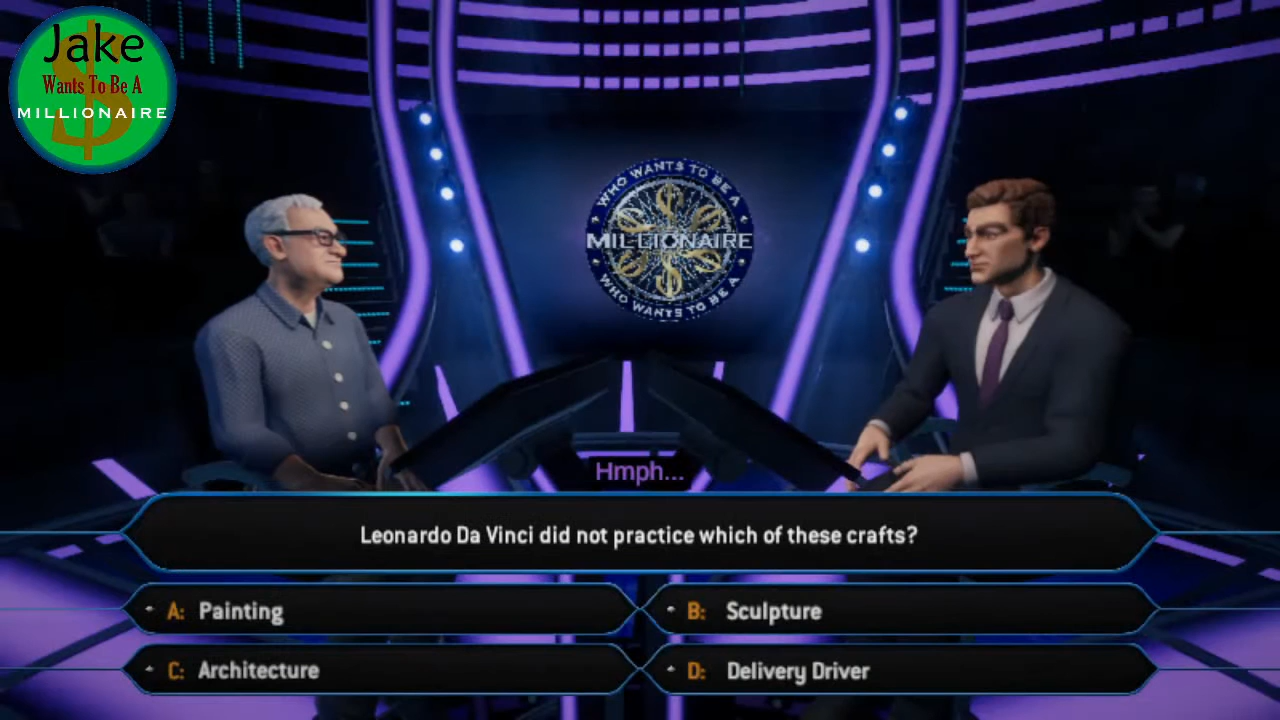 Jake
Wants To Be A
MILLIONAIRE
WHO WANTS TO BE A
MILLIONAIRE
WHO WANTS TO BE A
Hmph...
Leonardo Da Vinci did not practice which of these crafts?
A: Painting
B: Sculpture
C: Architecture
D: Delivery Driver